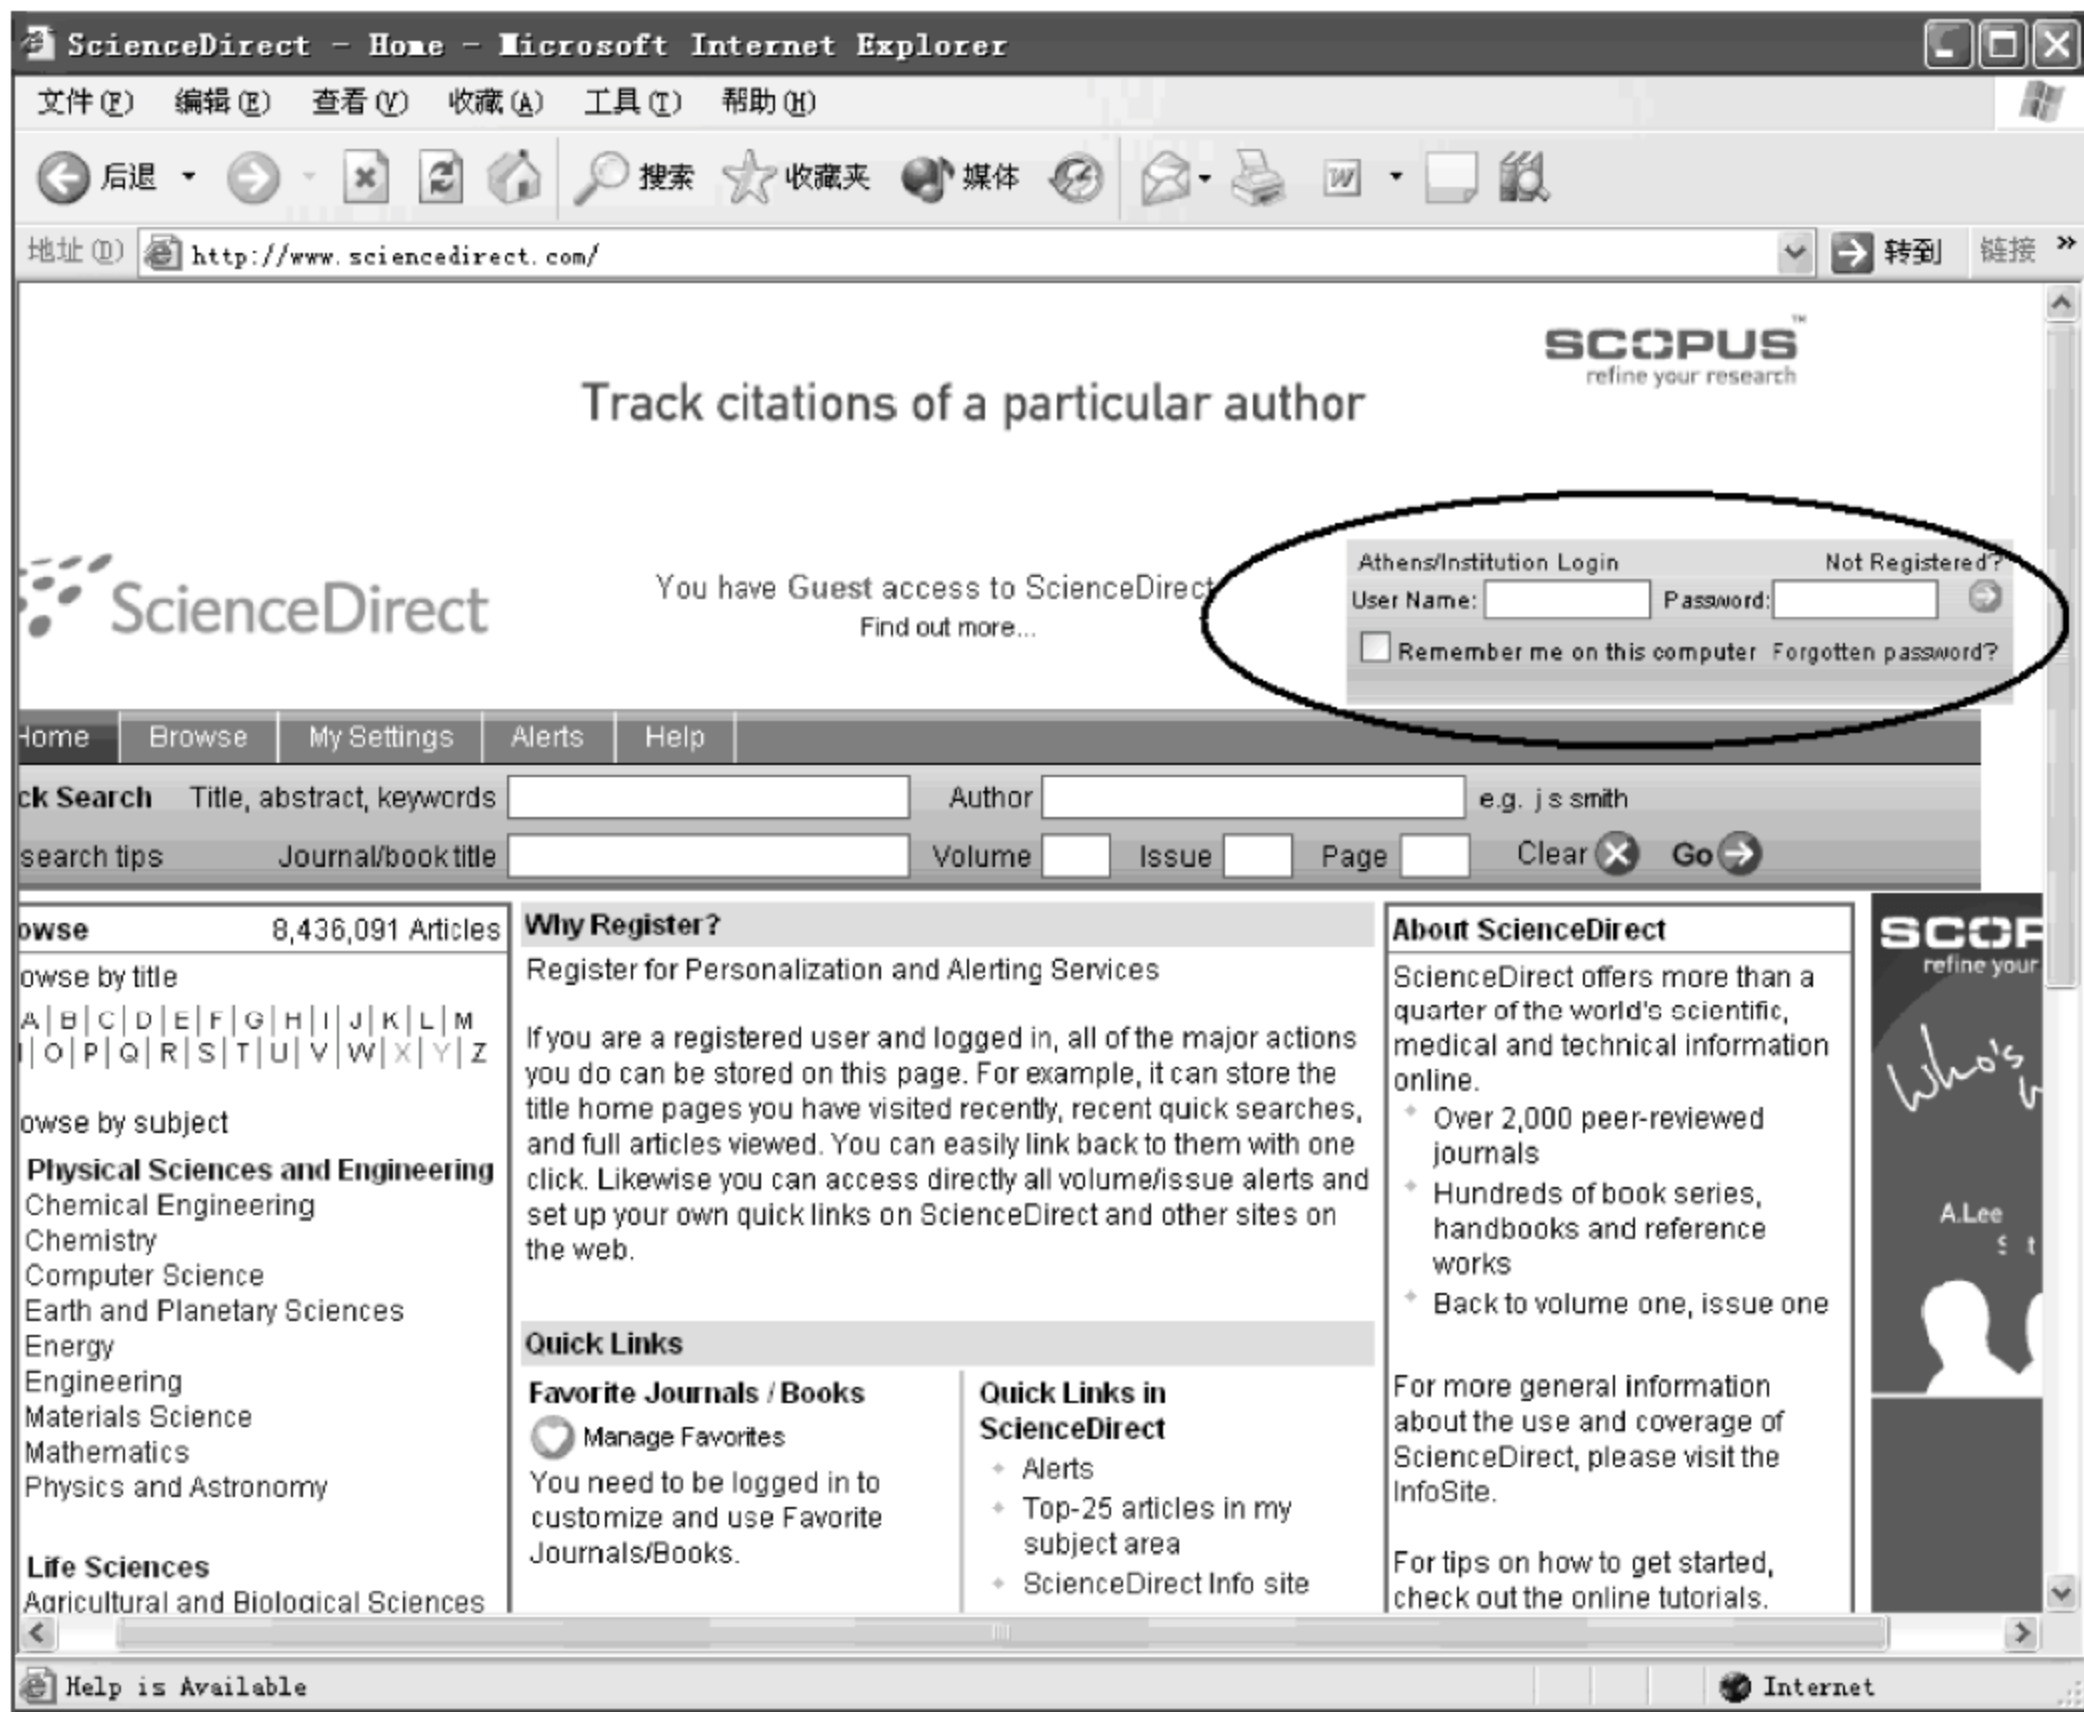 ScienceDirect - Home - Microsoft Internet Explorer
文件(F) 编辑(E) 查看(V) 收藏(A) 工具(T) 帮助(H)
后退 搜索 收藏夹 媒体
地址(D) http://www.sciencedirect.com/ 转到 链接 »
SCOPUS™
refine your research
Track citations of a particular author
ScienceDirect
You have Guest access to ScienceDirect
Find out more...
Athens/Institution Login Not Registered?
User Name: Password:
Remember me on this computer Forgotten password?
Home Browse My Settings Alerts Help
ck Search Title, abstract, keywords Author e.g. j s smith
search tips Journal/book title Volume Issue Page Clear Go
owse 8,436,091 Articles
owse by title
A | B | C | D | E | F | G | H | I | J | K | L | M
| O | P | Q | R | S | T | U | V | W | X | Y | Z
owse by subject
Physical Sciences and Engineering
Chemical Engineering
Chemistry
Computer Science
Earth and Planetary Sciences
Energy
Engineering
Materials Science
Mathematics
Physics and Astronomy
Life Sciences
Agricultural and Biological Sciences
Why Register?
Register for Personalization and Alerting Services
If you are a registered user and logged in, all of the major actions
you do can be stored on this page. For example, it can store the
title home pages you have visited recently, recent quick searches,
and full articles viewed. You can easily link back to them with one
click. Likewise you can access directly all volume/issue alerts and
set up your own quick links on ScienceDirect and other sites on
the web.
Quick Links
Favorite Journals / Books
Manage Favorites
You need to be logged in to
customize and use Favorite
Journals/Books.
Quick Links in
ScienceDirect
Alerts
Top-25 articles in my
subject area
ScienceDirect Info site
About ScienceDirect
ScienceDirect offers more than a
quarter of the world's scientific,
medical and technical information
online.
Over 2,000 peer-reviewed
journals
Hundreds of book series,
handbooks and reference
works
Back to volume one, issue one
For more general information
about the use and coverage of
ScienceDirect, please visit the
InfoSite.
For tips on how to get started,
check out the online tutorials.
SCOP
refine your
Who's
A.Lee
Help is Available Internet